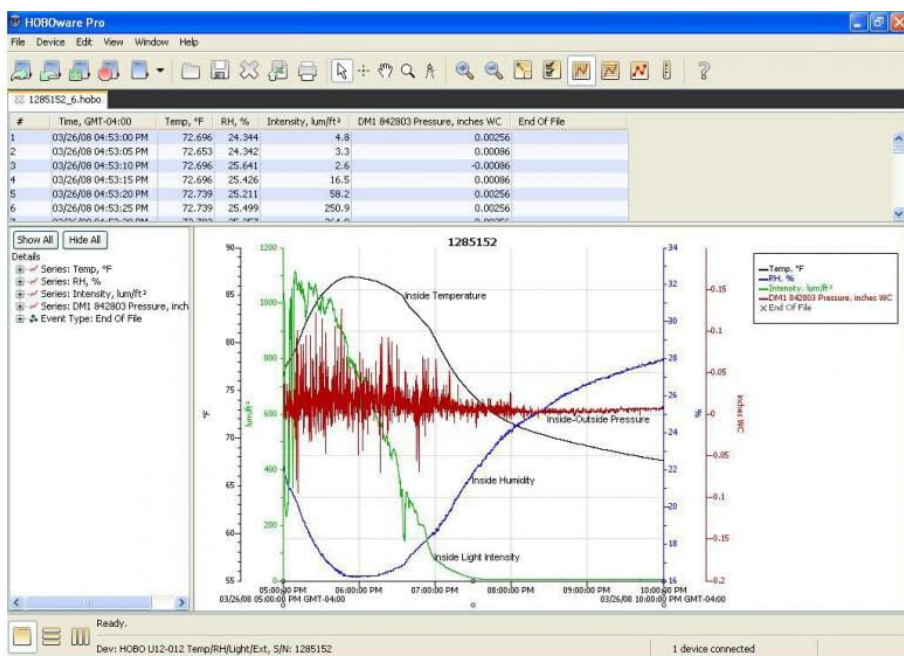 HOBOware Pro
File Device Edit View Window Help
1285152_6.hobo
# Time, GMT-04:00 Temp, °F RH, % Intensity, lum/ft² DM1 842803 Pressure, inches WC End Of File
1 03/26/08 04:53:00 PM 72.696 24.344 4.8 0.00256
2 03/26/08 04:53:05 PM 72.653 24.342 3.3 0.00086
3 03/26/08 04:53:10 PM 72.696 25.641 2.6 -0.00086
4 03/26/08 04:53:15 PM 72.696 25.426 16.5 0.00086
5 03/26/08 04:53:20 PM 72.739 25.211 58.2 0.00256
6 03/26/08 04:53:25 PM 72.739 25.499 250.9 0.00256
Show All Hide All
Details
Series: Temp, °F
Series: RH, %
Series: Intensity, lum/ft²
Series: DM1 842803 Pressure, inch
Event Type: End Of File
1285152
90 1200 34
85 1000 32 0.15
80 800 30 0.1
75 600 28 0.05
70 400 26 -0
65 200 24 -0.05
60 0 22 -0.1
55 20 -0.15
18 -0.2
16
°F
lum/ft²
%
inches WC
Inside Temperature
Inside-Outside Pressure
Inside Humidity
Inside Light Intensity
Temp, °F
RH, %
Intensity, lum/ft²
DM1 842803 Pressure, inches WC
End Of File
05:00:00 PM 06:00:00 PM 07:00:00 PM 08:00:00 PM 09:00:00 PM 10:00:00 PM
03/26/08 05:00:00 PM GMT-04:00 03/26/08 10:00:00 PM GMT-04:00
Ready.
Dev: HOBO U12-012 Temp/RH/Light/Ext, S/N: 1285152
1 device connected